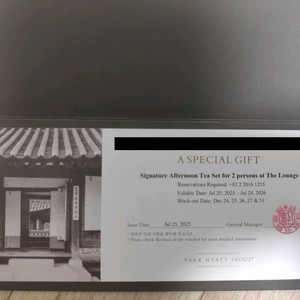 A SPECIAL GIFT
Signature Afternoon Tea Set for 2 persons at The Lounge
Reservations Required: +82 2 2016 1235
Validity Date: Jul 25, 2025 – Jul 24, 2026
Black-out Date: Dec 24, 25, 26, 27 & 31
Issue Date Jul 25, 2025 General Manager
* Please check the back of the voucher for more detailed information.
PARK HYATT SEOUL